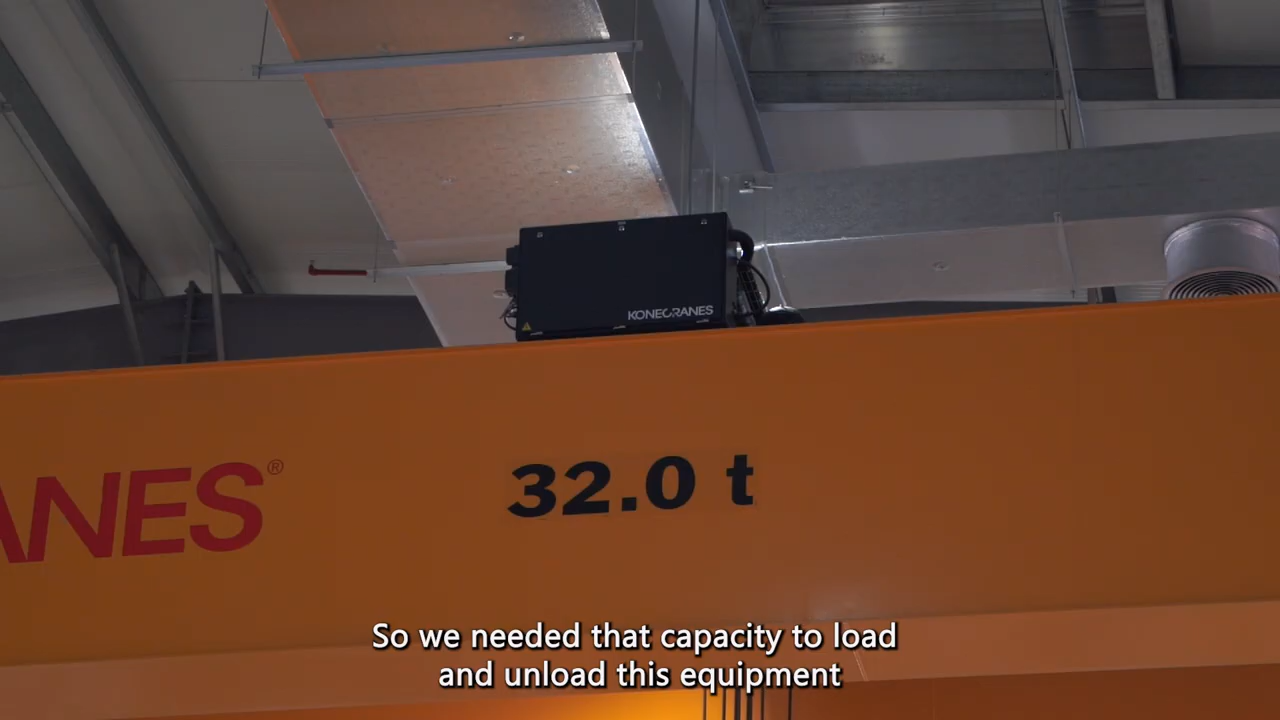 KONECRANES
ANES®
32.0 t
So we needed that capacity to load
and unload this equipment